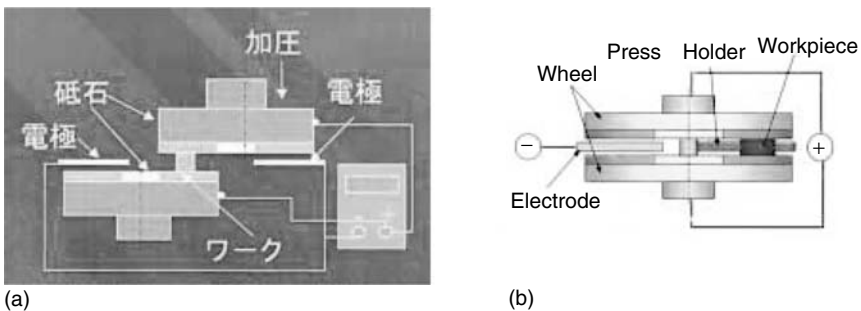 加圧
砥石
電極
電極
ワーク
(a)
Press Holder Workpiece
Wheel
−
+
Electrode
(b)